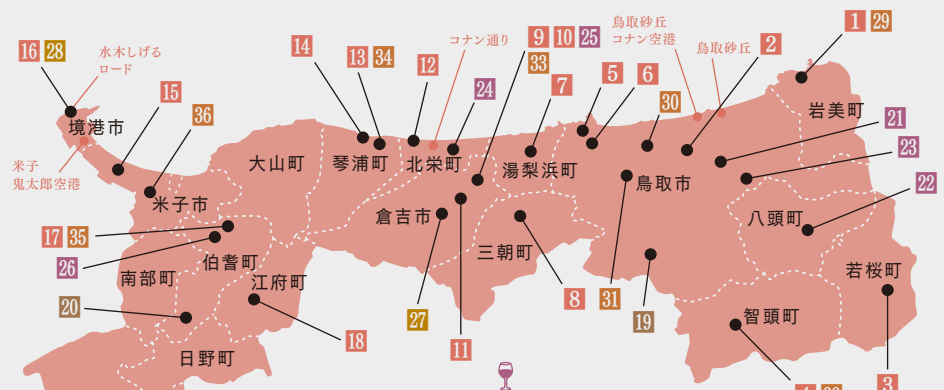 鳥取砂丘
コナン空港
1 29
16 28
水木しげる
ロード
14
13 34
コナン通り
9 10 25
33
鳥取砂丘
2
12
7
5
6
15
24
30
36
岩美町
21
境港市
米子
鬼太郎空港
大山町
琴浦町
北栄町
湯梨浜町
鳥取市
23
22
米子市
倉吉市
八頭町
17 35
26
伯耆町
南部町
江府町
三朝町
若桜町
20
27
8
31
19
智頭町
18
11
日野町
3